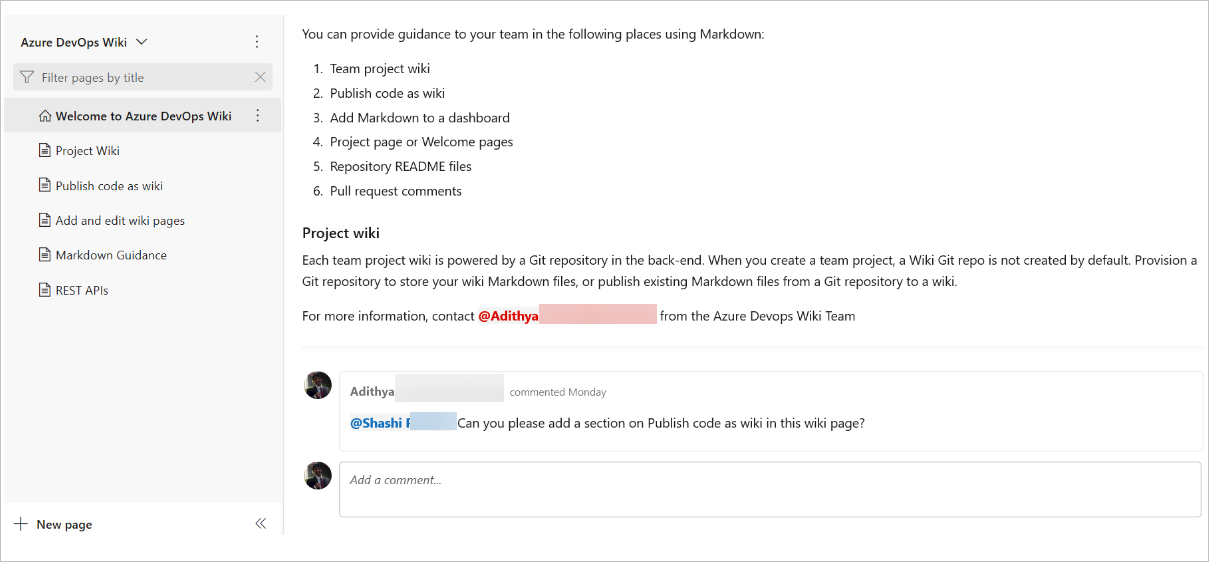 Azure DevOps Wiki
Filter pages by title
Welcome to Azure DevOps Wiki
Project Wiki
Publish code as wiki
Add and edit wiki pages
Markdown Guidance
REST APIs
New page
You can provide guidance to your team in the following places using Markdown:
1. Team project wiki
2. Publish code as wiki
3. Add Markdown to a dashboard
4. Project page or Welcome pages
5. Repository README files
6. Pull request comments
Project wiki
Each team project wiki is powered by a Git repository in the back-end. When you create a team project, a Wiki Git repo is not created by default. Provision a
Git repository to store your wiki Markdown files, or publish existing Markdown files from a Git repository to a wiki.
For more information, contact @Adithya from the Azure Devops Wiki Team
Adithya commented Monday
@Shashi Can you please add a section on Publish code as wiki in this wiki page?
Add a comment...